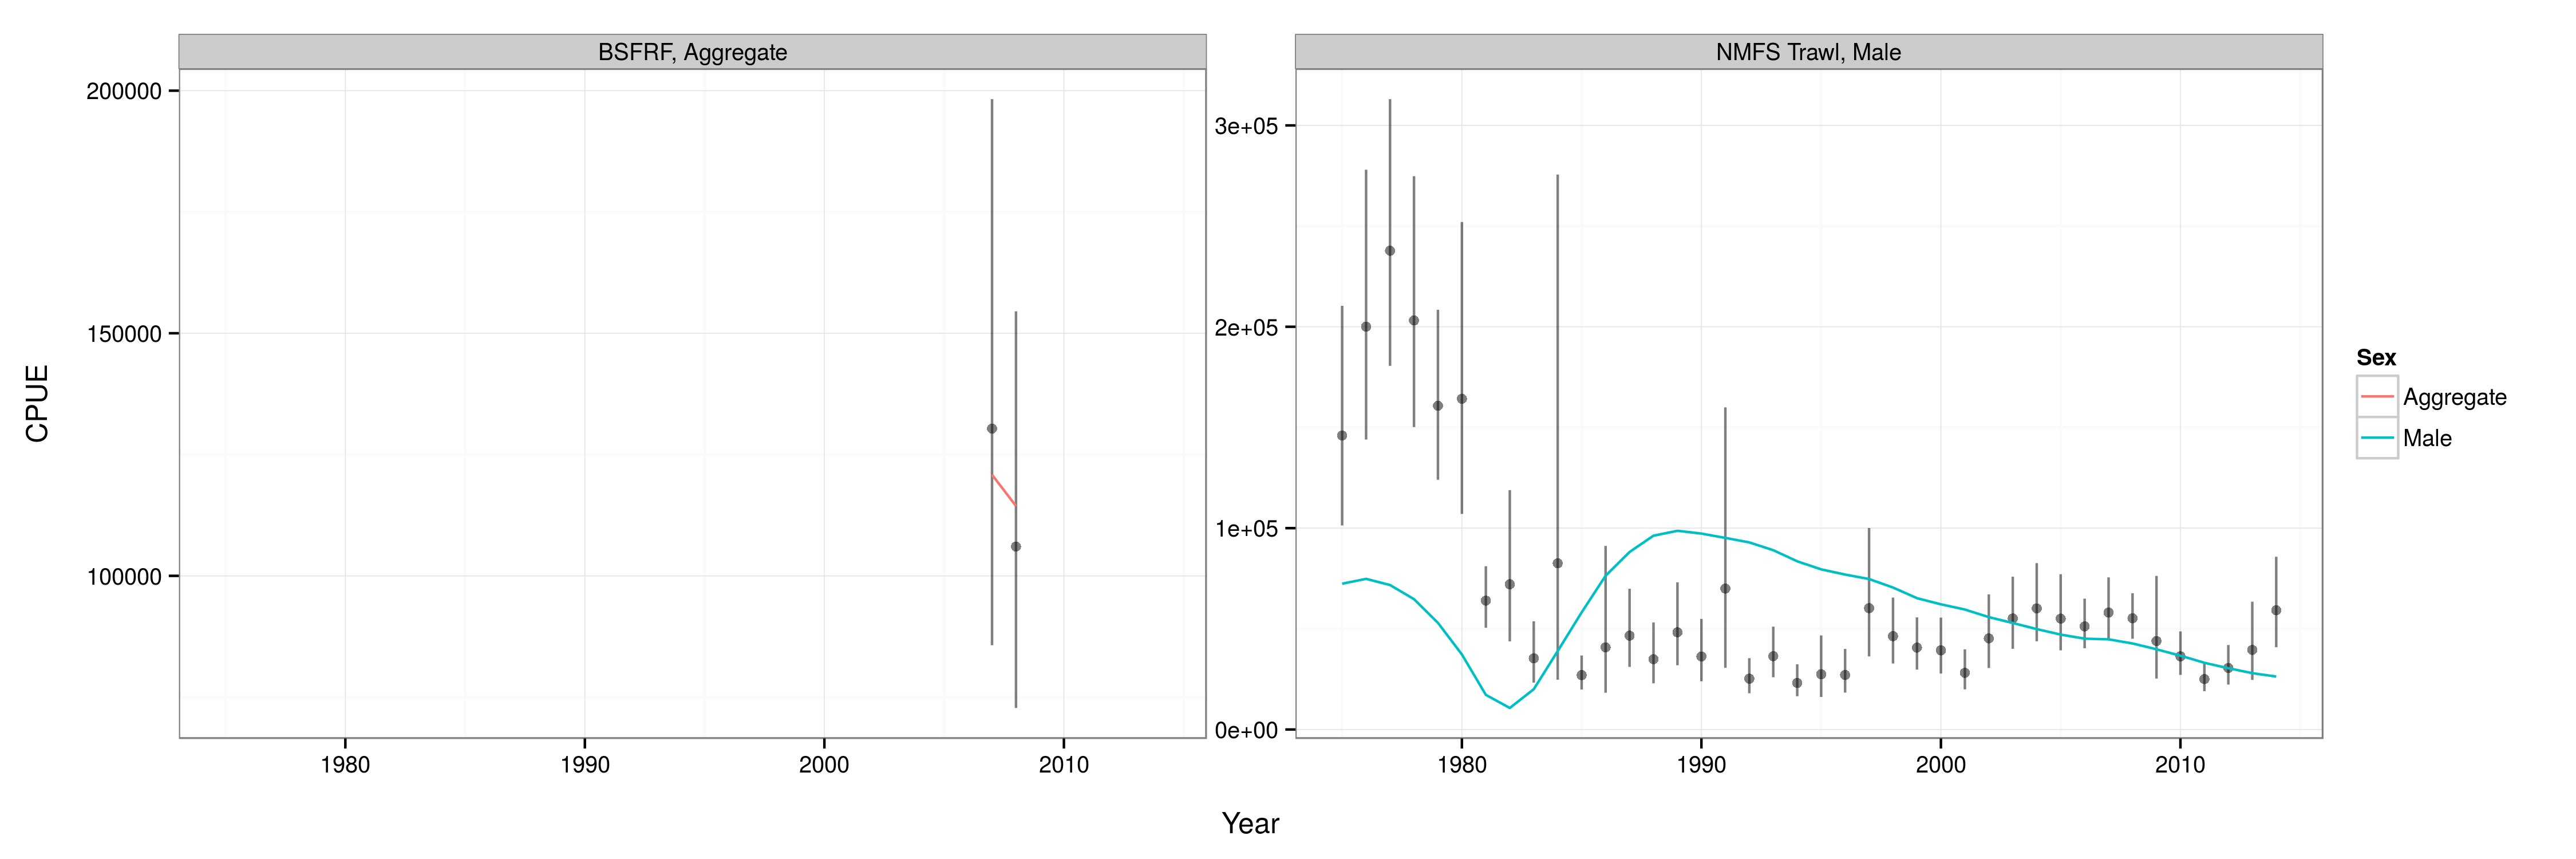 BSFRF, Aggregate
NMFS Trawl, Male
CPUE
200000
150000
100000
1980 1990 2000 2010
3e+05
2e+05
1e+05
0e+00
1980 1990 2000 2010
Year
Sex
Aggregate
Male